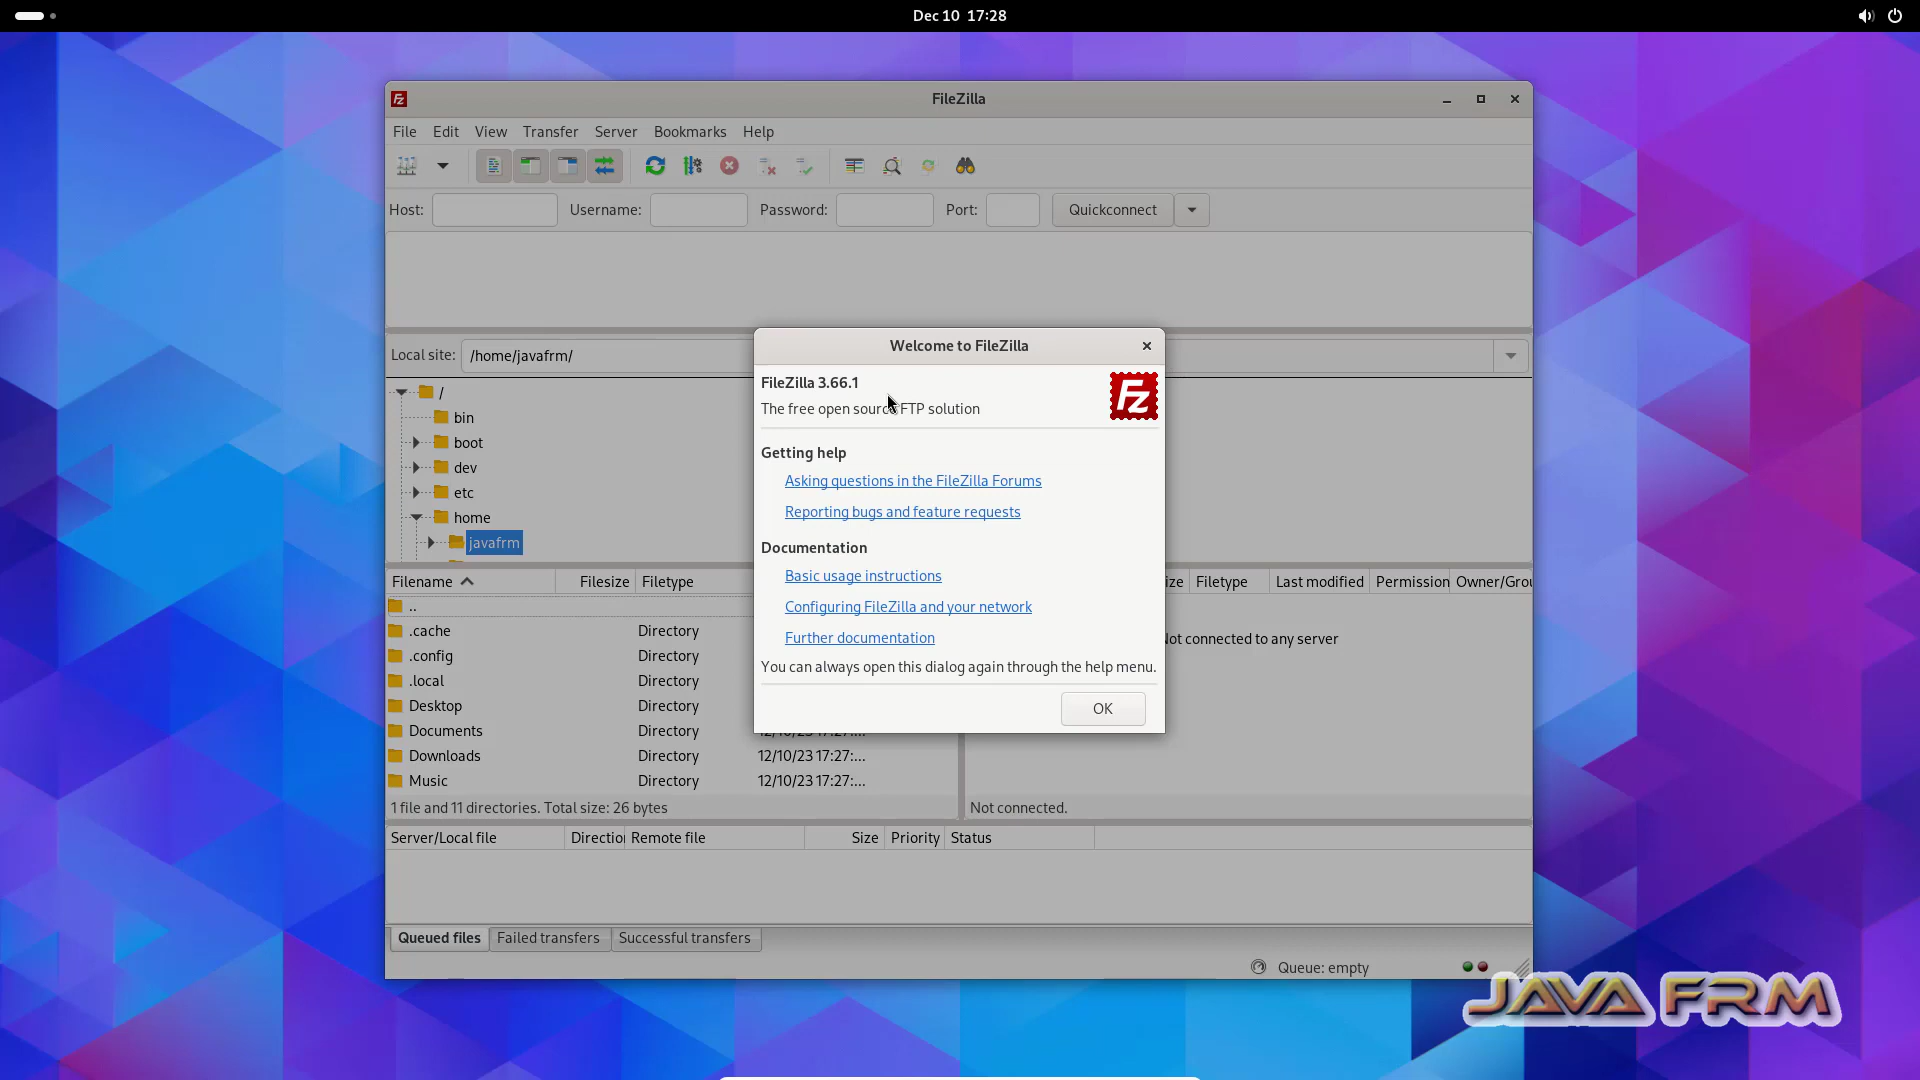 Dec 10 17:28
FileZilla
File Edit View Transfer Server Bookmarks Help
Host: Username: Password: Port: Quickconnect
Local site: /home/javafrm/
/
bin
boot
dev
etc
home
javafrm
Filename Filesize Filetype
..
.cache Directory
.config Directory
.local Directory
Desktop Directory
Documents Directory
Downloads Directory 12/10/23 17:27:...
Music Directory 12/10/23 17:27:...
1 file and 11 directories. Total size: 26 bytes
Welcome to FileZilla
FileZilla 3.66.1
The free open source FTP solution
Fz
Getting help
Asking questions in the FileZilla Forums
Reporting bugs and feature requests
Documentation
Basic usage instructions
Configuring FileZilla and your network
Further documentation
You can always open this dialog again through the help menu.
OK
Filetype Last modified Permission Owner/Grou
Not connected to any server
Not connected.
Server/Local file Directio Remote file Size Priority Status
Queued files Failed transfers Successful transfers
Queue: empty
JAVA FRM